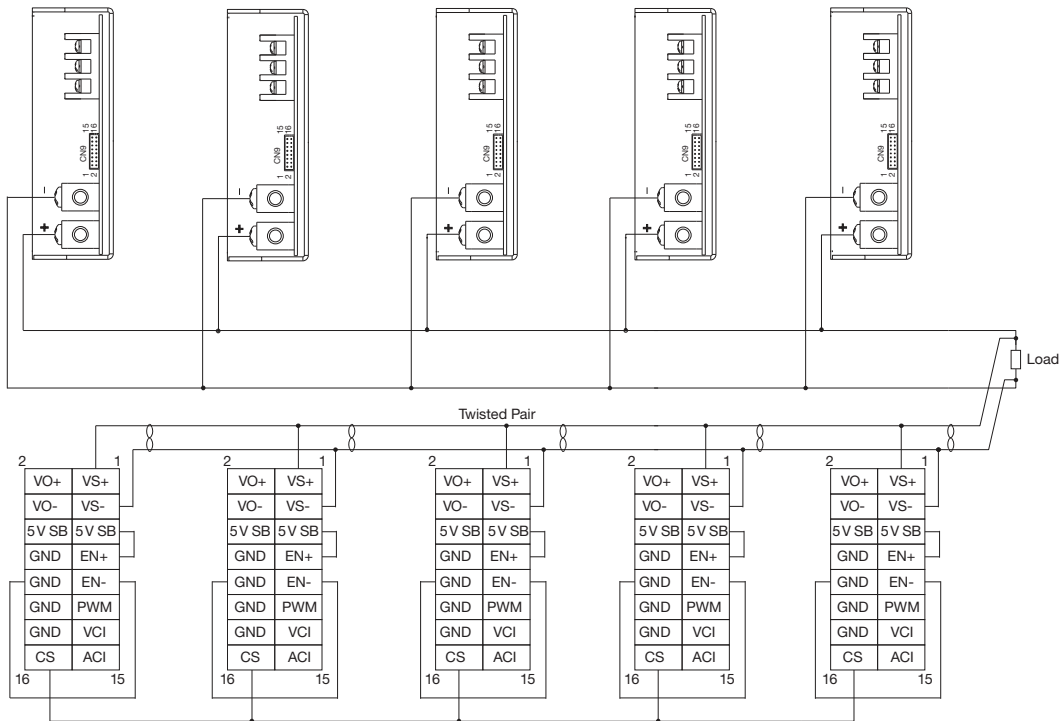 15 16
CN9
1 2
-
+
15 16
CN9
1 2
-
+
15 16
CN9
1 2
-
+
15 16
CN9
1 2
-
+
15 16
CN9
1 2
-
+
Load
Twisted Pair
2 1
VO+ VS+
VO- VS-
5V SB 5V SB
GND EN+
GND EN-
GND PWM
GND VCI
CS ACI
16 15
2 1
VO+ VS+
VO- VS-
5V SB 5V SB
GND EN+
GND EN-
GND PWM
GND VCI
CS ACI
16 15
2 1
VO+ VS+
VO- VS-
5V SB 5V SB
GND EN+
GND EN-
GND PWM
GND VCI
CS ACI
16 15
2 1
VO+ VS+
VO- VS-
5V SB 5V SB
GND EN+
GND EN-
GND PWM
GND VCI
CS ACI
16 15
2 1
VO+ VS+
VO- VS-
5V SB 5V SB
GND EN+
GND EN-
GND PWM
GND VCI
CS ACI
16 15